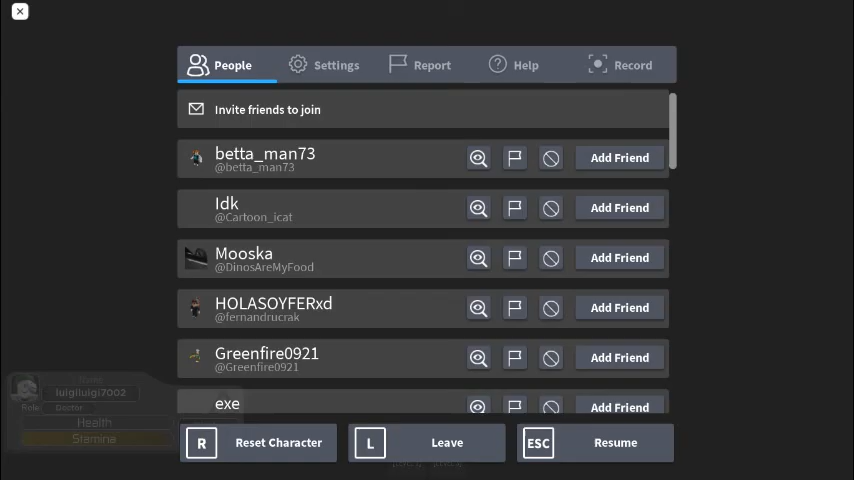 People
Settings
Report
Help
Record
Invite friends to join
betta_man73
@betta_man73
Add Friend
Idk
@Cartoon_icat
Add Friend
Mooska
@DinosAreMyFood
Add Friend
HOLASOYFERxd
@fernandrucrak
Add Friend
Greenfire0921
@Greenfire0921
Add Friend
exe
Add Friend
Name
luigiluigi7002
Role: Doctor
Health
Stamina
R Reset Character
L Leave
ESC Resume